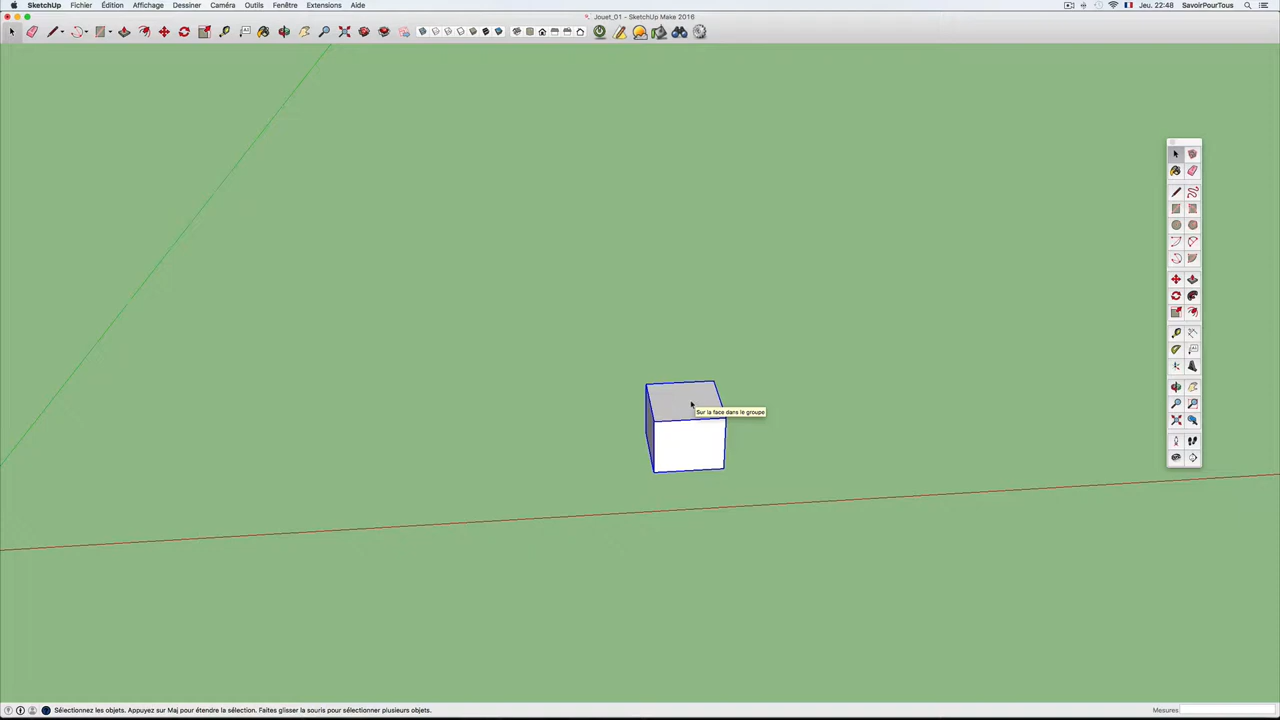 SketchUp Fichier Édition Affichage Dessiner Caméra Outils Fenêtre Extensions Aide Jeu. 22:48 SavoirPourTous
Jouet_01 - SketchUp Make 2016
Sur la face dans le groupe
Sélectionnez les objets. Appuyez sur Maj pour étendre la sélection. Faites glisser la souris pour sélectionner plusieurs objets. Mesures